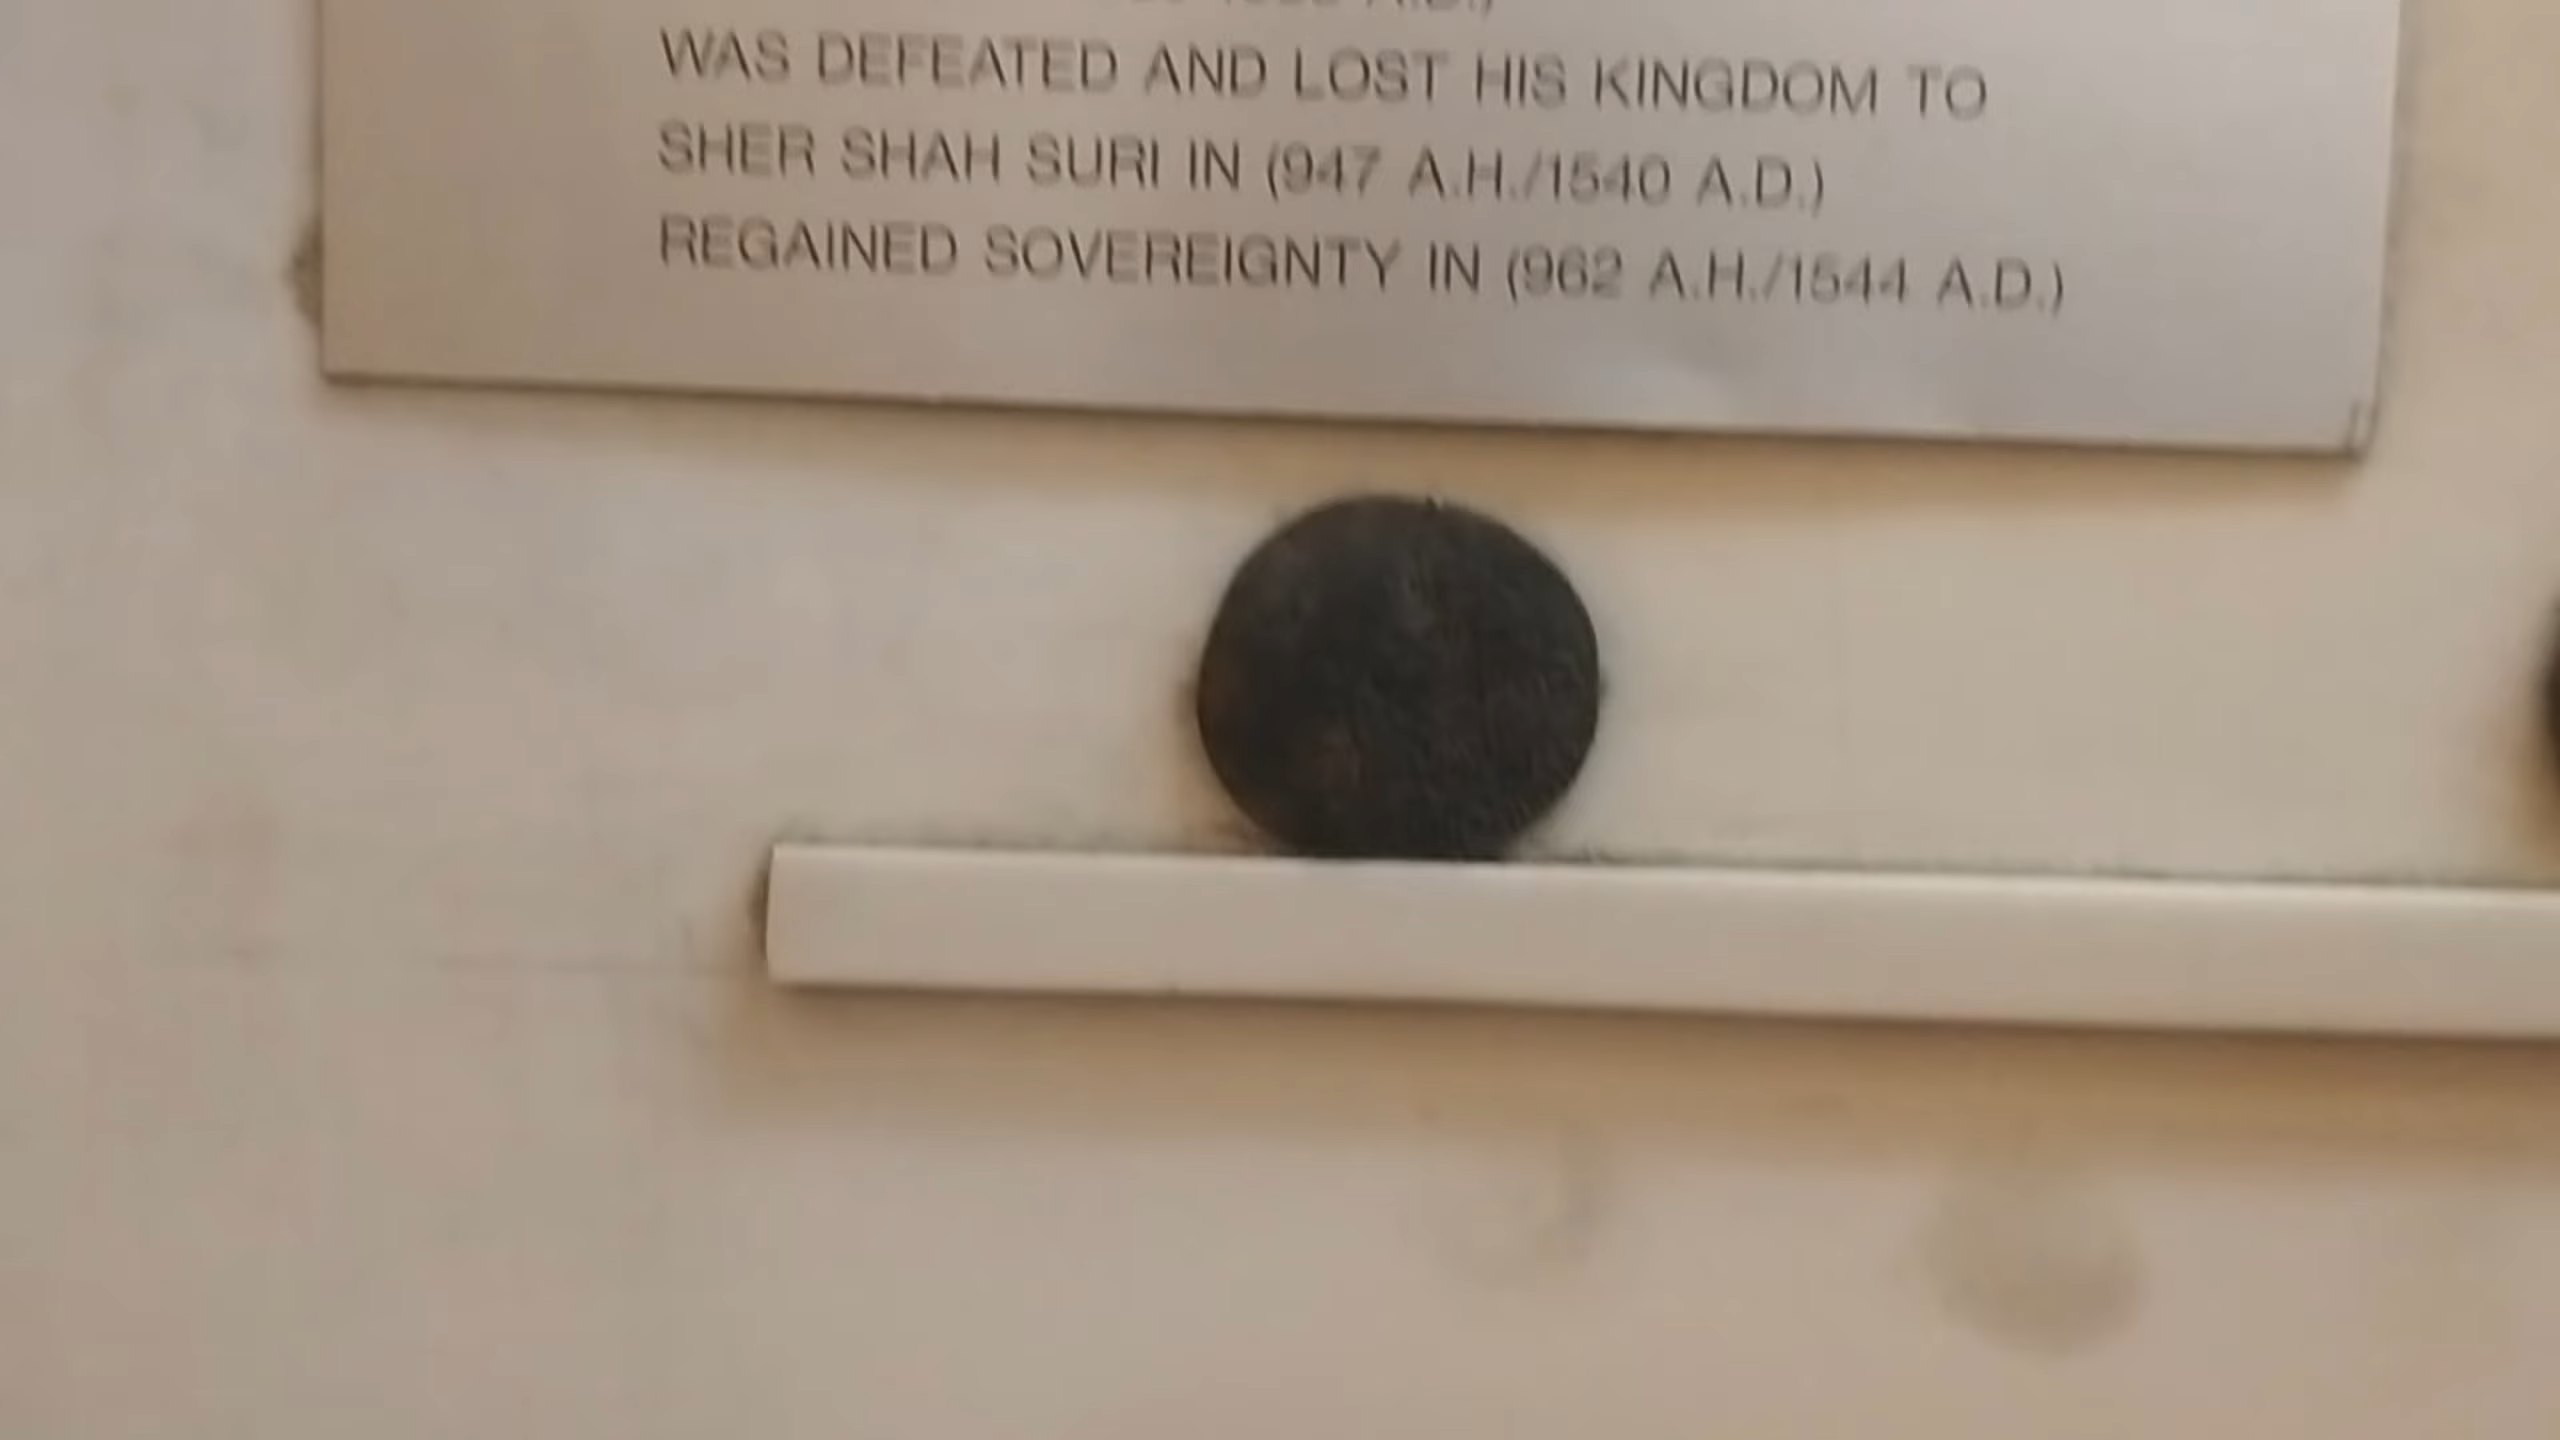 A.D.)
WAS DEFEATED AND LOST HIS KINGDOM TO
SHER SHAH SURI IN (947 A.H./1540 A.D.)
REGAINED SOVEREIGNTY IN (962 A.H./1544 A.D.)